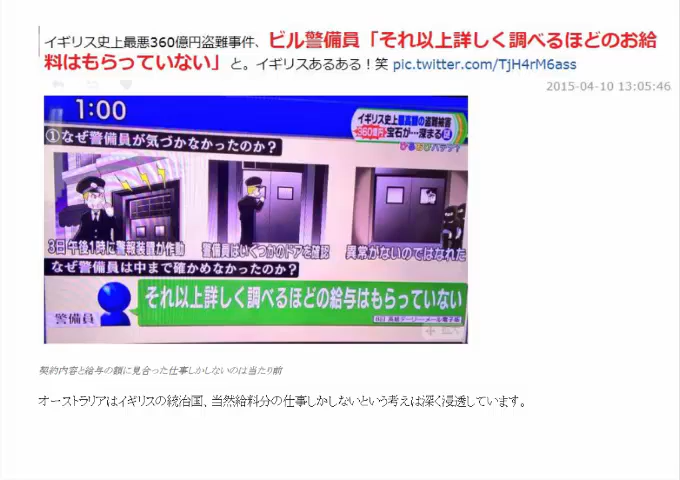 イギリス史上最悪360億円盗難事件、ビル警備員「それ以上詳しく調べるほどのお給
料はもらっていない」と。イギリスあるある！笑 pic.twitter.com/TjH4rM6ass
2015-04-10 13:05:46
1:00
イギリス史上最高額の盗難被害
360億円 宝石が…深まる謎
①なぜ警備員が気づかなかったのか？
3日午後1時に警報装置が作動
警備員はいくつかのドアを確認
異常がないのではなれた
なぜ警備員は中まで確かめなかったのか？
それ以上詳しく調べるほどの給与はもらっていない
警備員
契約内容と給与の額に見合った仕事しかしないのは当たり前
オーストラリアはイギリスの統治国、当然給料分の仕事しかしないという考えは深く浸透しています。